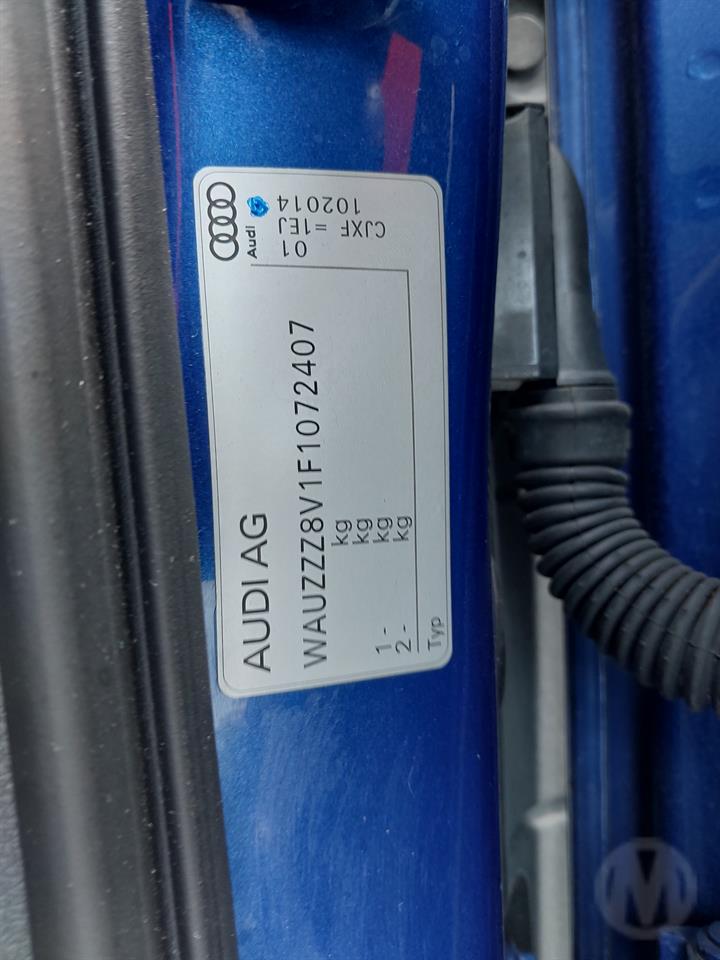 AUDI AG
WAUZZZ8V1F1072407
kg
kg
1 - kg
2 - kg
Typ
Audi
01
CJXF =1EJ
102014
M